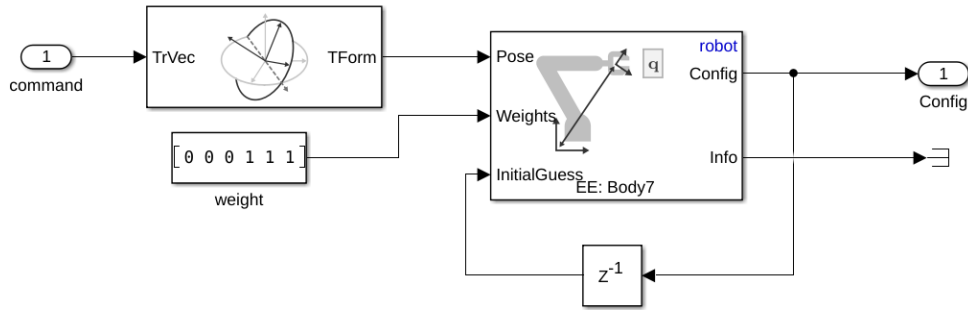 1
command
TrVec
TForm
[0 0 0 1 1 1]
weight
Pose
Weights
InitialGuess
q
robot
Config
Info
EE: Body7
1
Config
Z-1